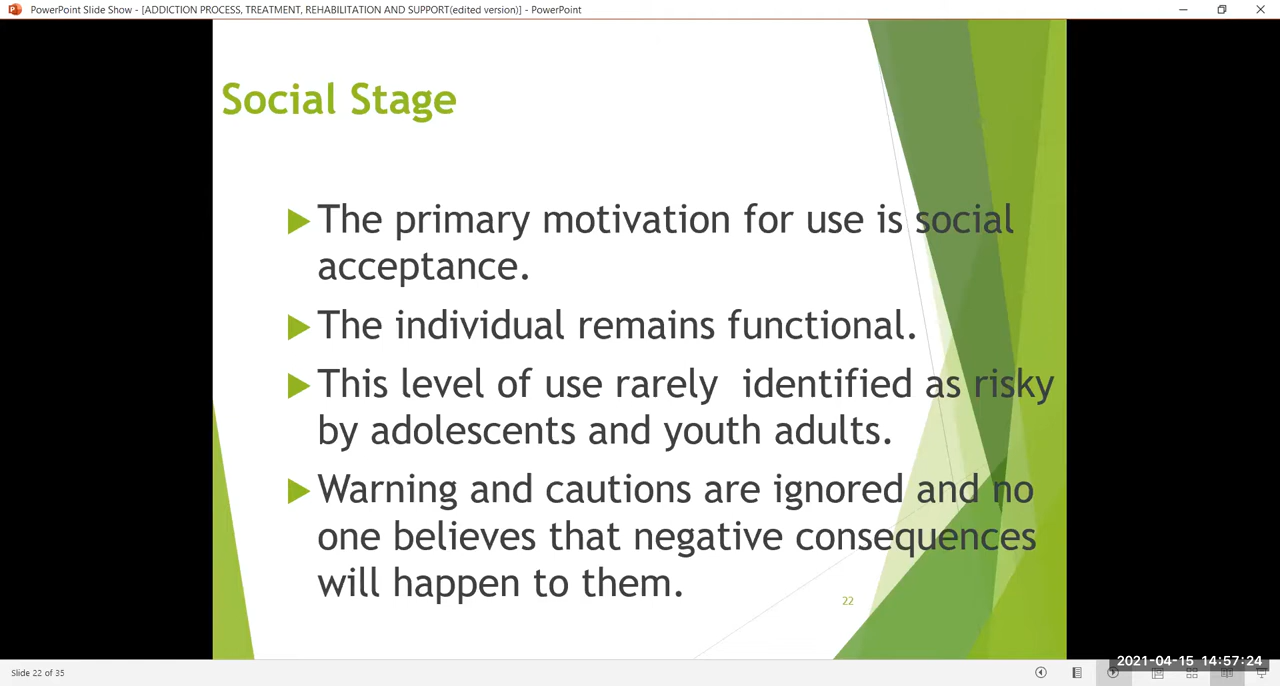 PowerPoint Slide Show - [ADDICTION PROCESS, TREATMENT, REHABILITATION AND SUPPORT(edited version)] - PowerPoint
Social Stage
The primary motivation for use is social
acceptance.
The individual remains functional.
This level of use rarely  identified as risky
by adolescents and youth adults.
Warning and cautions are ignored and no
one believes that negative consequences
will happen to them.
22
2021-04-15 14:57:24
Slide 22 of 35